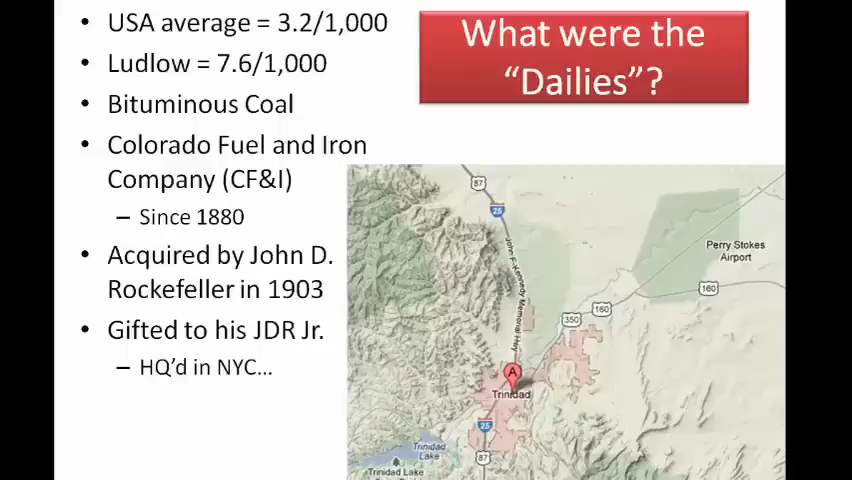 • USA average = 3.2/1,000
• Ludlow = 7.6/1,000
• Bituminous Coal
• Colorado Fuel and Iron
Company (CF&I)
– Since 1880
• Acquired by John D.
Rockefeller in 1903
• Gifted to his JDR Jr.
– HQ’d in NYC…
What were the
“Dailies”?
87
25
John F. Kennedy Memorial Hwy
Perry Stokes
Airport
160
160
350
A
Trinidad
25
87
Trinidad
Lake
Trinidad Lake